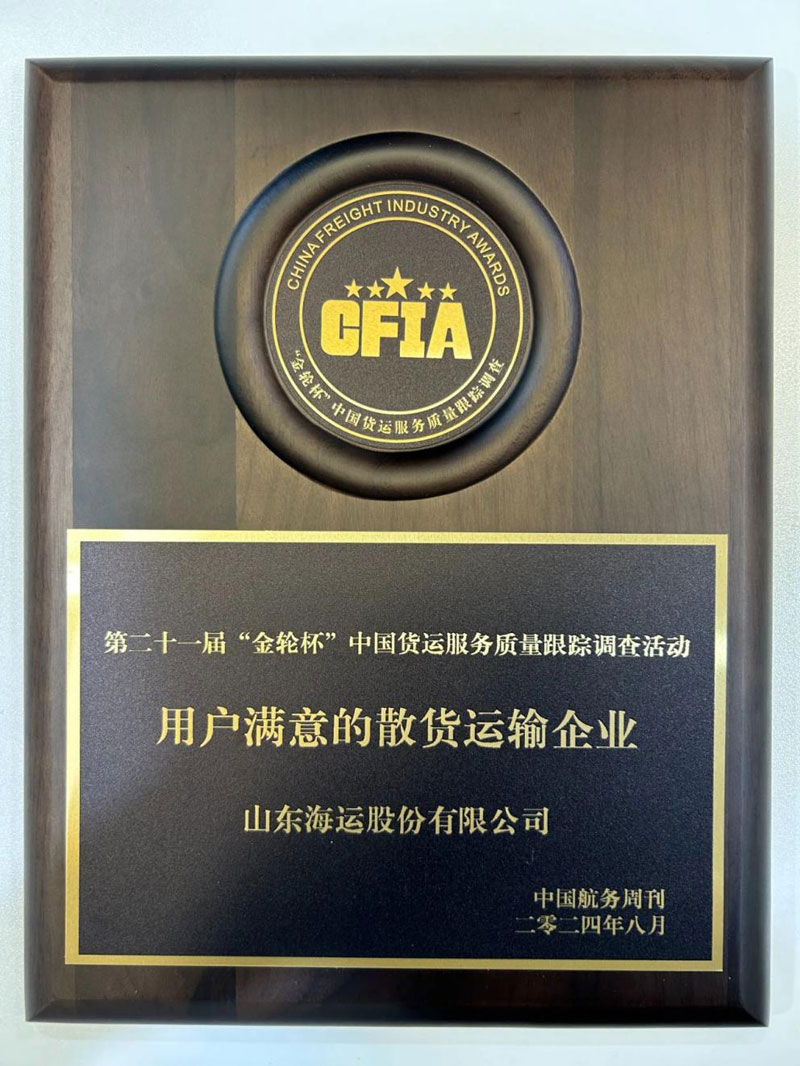 CHINA FREIGHT INDUSTRY AWARDS
CFIA
“金轮杯”中国货运服务质量跟踪调查
第二十一届“金轮杯”中国货运服务质量跟踪调查活动
用户满意的散货运输企业
山东海运股份有限公司
中国航务周刊
二零二四年八月